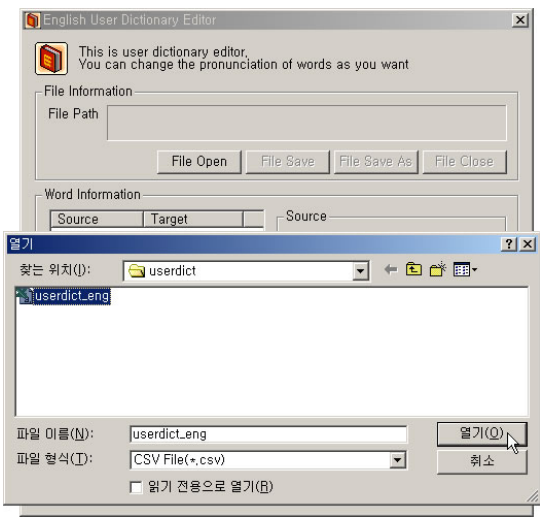 English User Dictionary Editor
This is user dictionary editor,
You can change the pronunciation of words as you want
File Information
File Path
File Open File Save File Save As File Close
Word Information
Source Target Source
열기
찾는 위치(I): userdict
userdict_eng
파일 이름(N): userdict_eng 열기(O)
파일 형식(T): CSV File(*,csv) 취소
읽기 전용으로 열기(R)